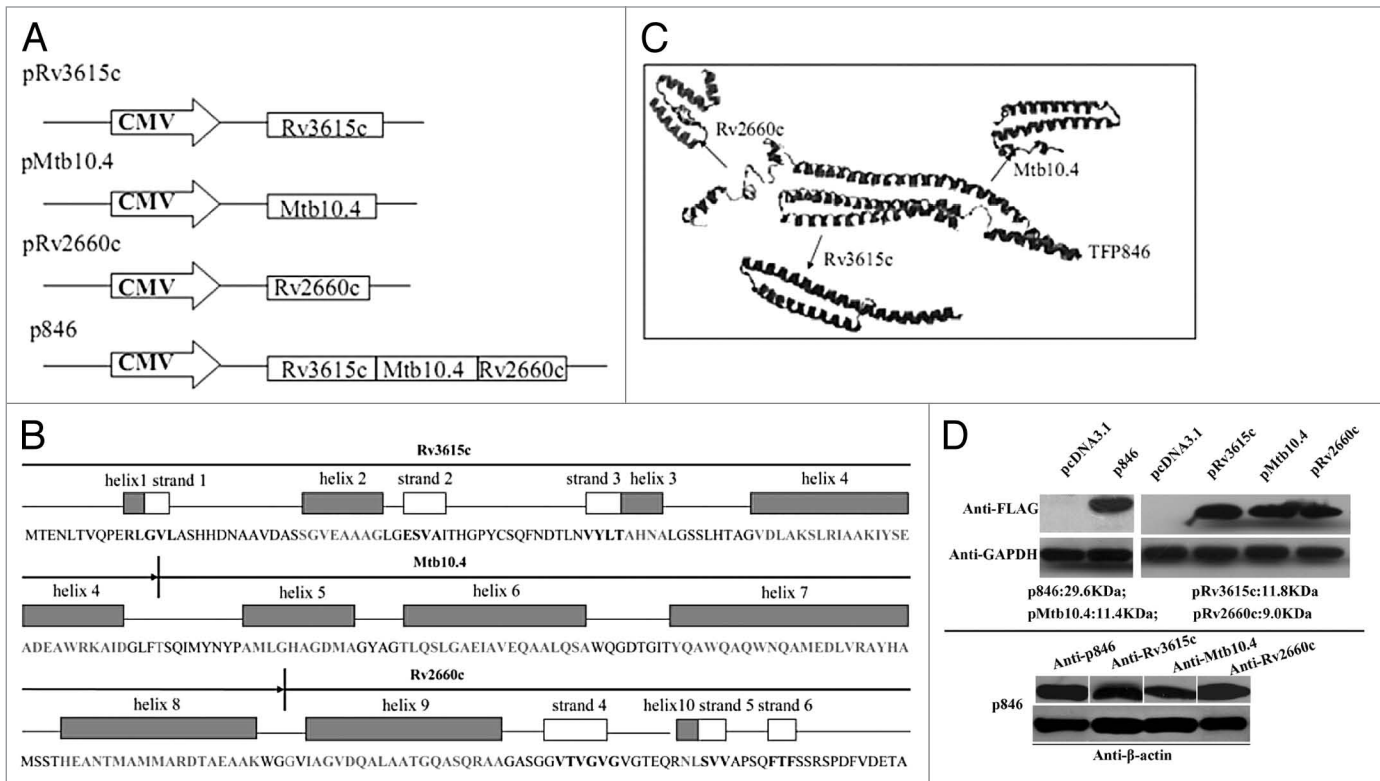 A
pRv3615c
CMV
Rv3615c
pMtb10.4
CMV
Mtb10.4
pRv2660c
CMV
Rv2660c
p846
CMV
Rv3615c Mtb10.4 Rv2660c
B
Rv3615c
helix1 strand 1 helix 2 strand 2 strand 3 helix 3 helix 4
MTENLTVQPERLGVLASHHDNAAVDASSGVEAAAGLGESVAITHGPYCSQFNDTLNVYLTAHNALGSSLHTAGVDLAKSLRIAAKIYSE
Mtb10.4
helix 4 helix 5 helix 6 helix 7
ADEAWRKAIDGLFTSQIMYNYPAMLGHAGDMAGYAGTLQSLGAEIAVEQAALQSAWQGDTGITYQAWQAQWNQAMEDLVRAYHA
Rv2660c
helix 8 helix 9 strand 4 helix10 strand 5 strand 6
MSSTHEANTMAMMARDTAEAAKWGGVIAGVDQALAATGQASQRAAGASGGVTVGVGVGTEQRNLSVVAPSQFTFSSRSPDFVDETA
C
Rv2660c
Mtb10.4
TFP846
Rv3615c
D
pcDNA3.1 p846 pcDNA3.1 pRv3615c pMtb10.4 pRv2660c
Anti-FLAG
Anti-GAPDH
p846:29.6KDa; pRv3615c:11.8KDa
pMtb10.4:11.4KDa; pRv2660c:9.0KDa
Anti-p846 Anti-Rv3615c Anti-Mtb10.4 Anti-Rv2660c
p846
Anti-β-actin